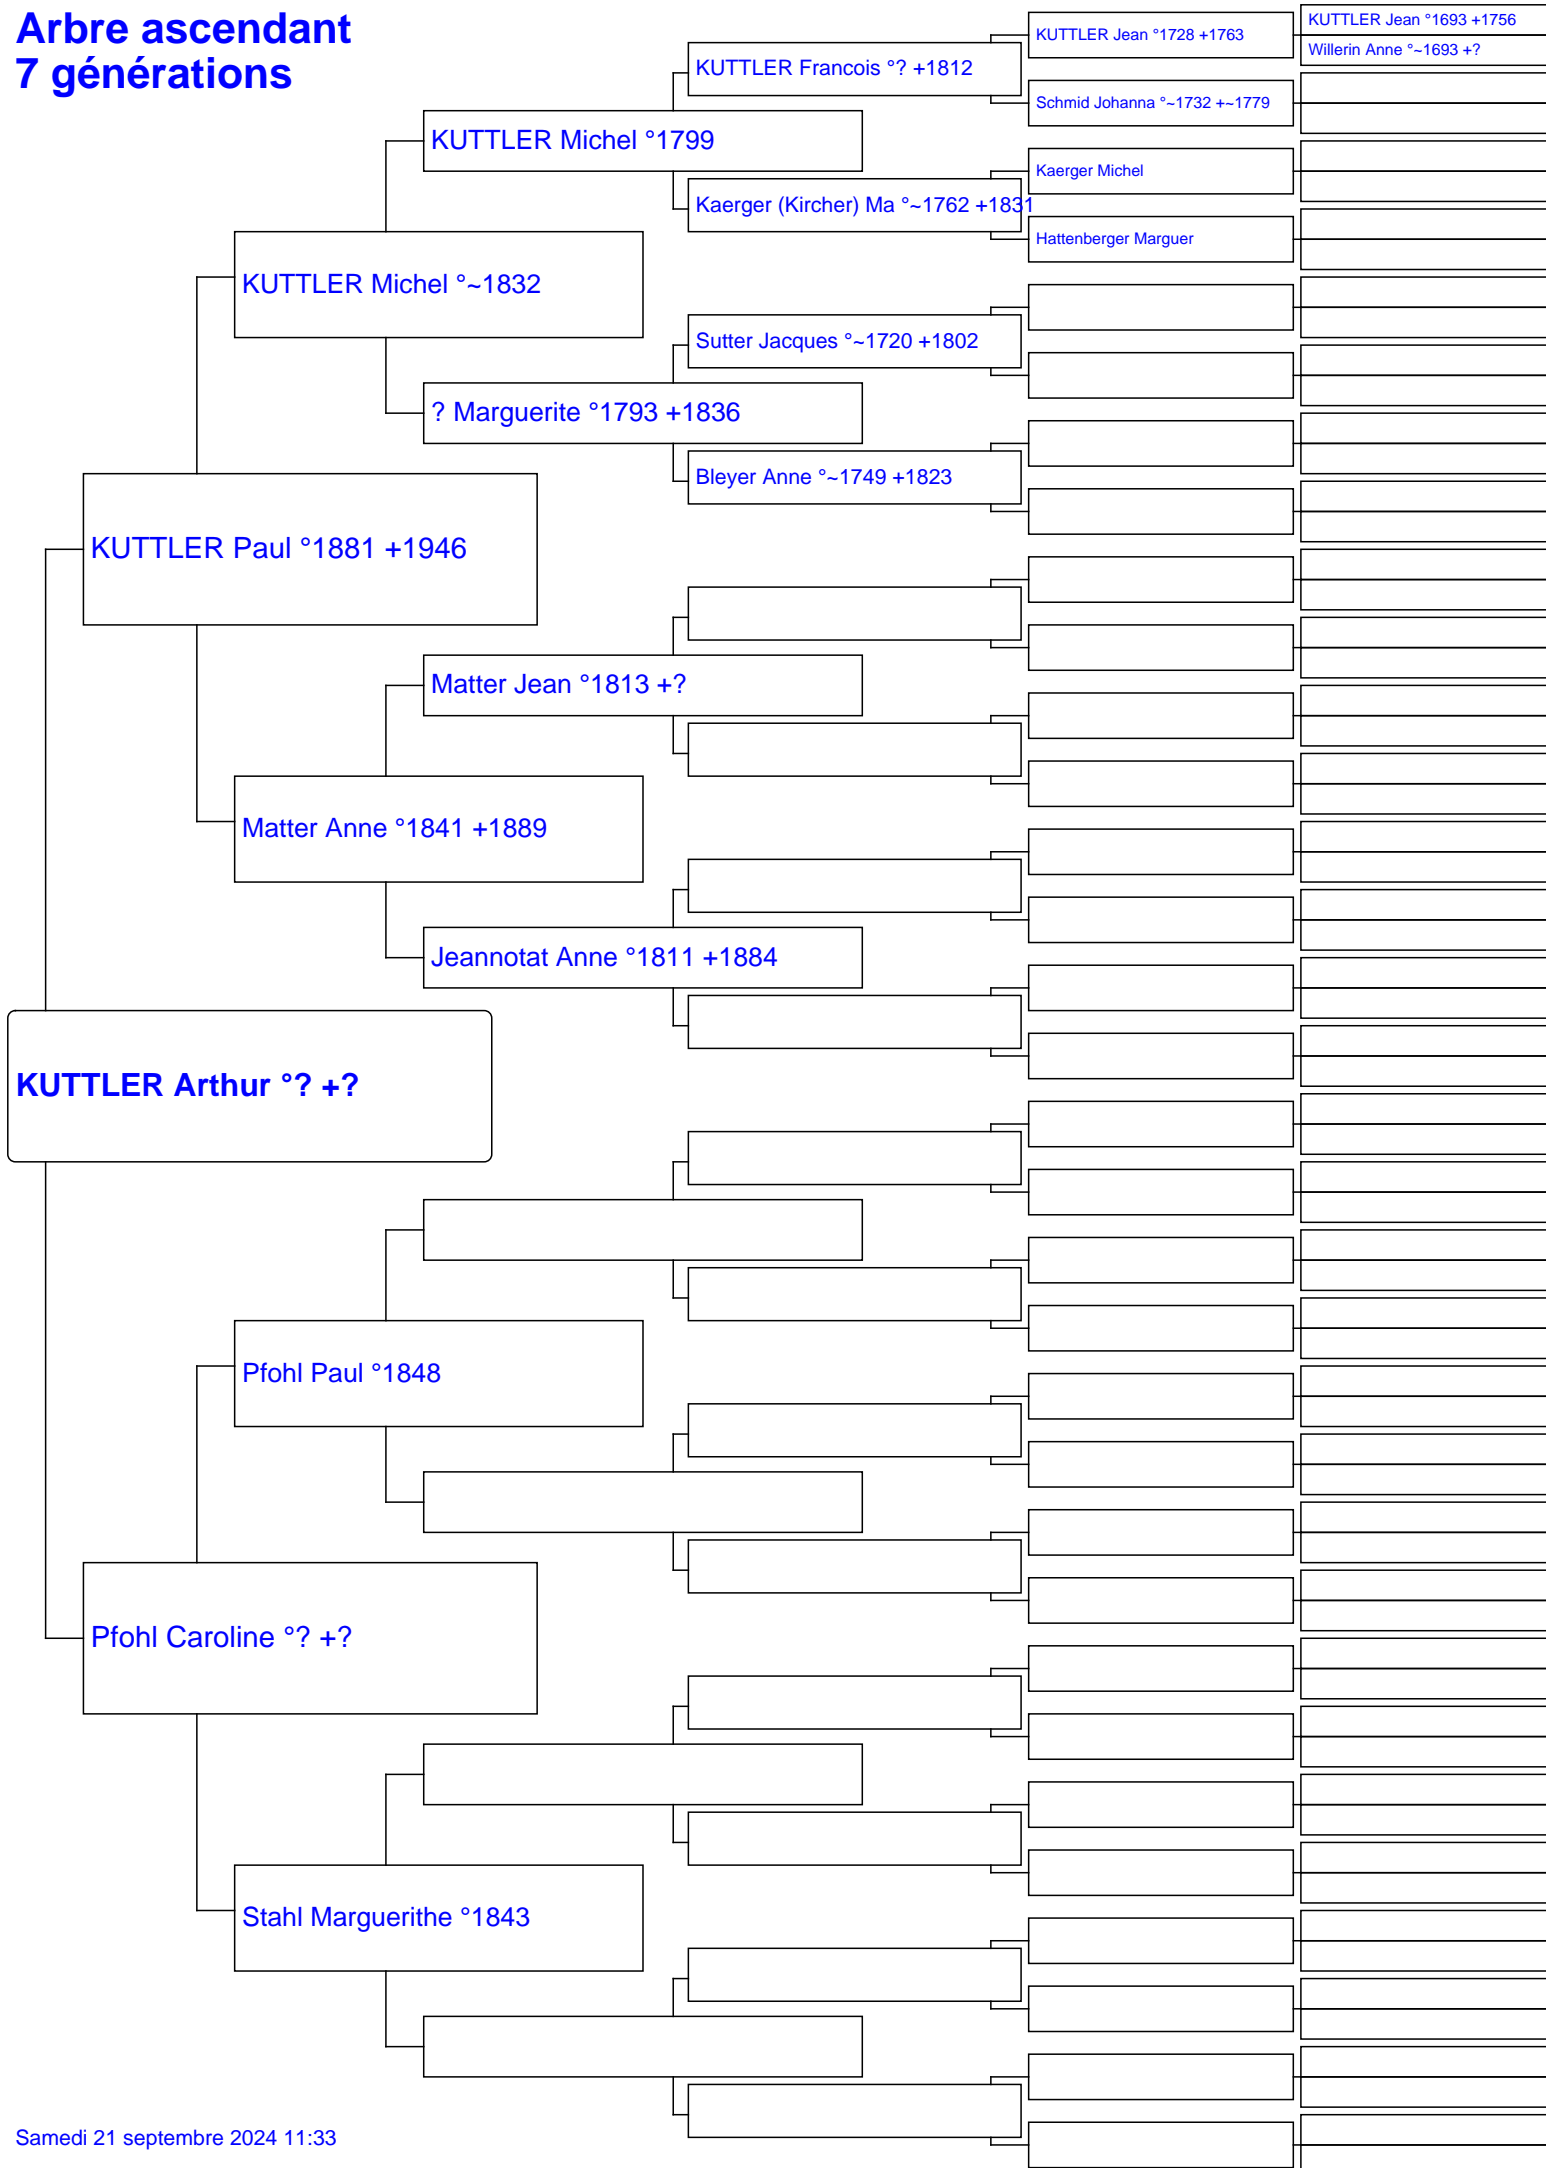 Arbre ascendant
7 générations
KUTTLER Jean °1693 +1756
Willerin Anne °~1693 +?
KUTTLER Jean °1728 +1763
Schmid Johanna °~1732 +~1779
KUTTLER Francois °? +1812
KUTTLER Michel °1799
Kaerger Michel
Kaerger (Kircher) Ma °~1762 +1831
Hattenberger Marguer
KUTTLER Michel °~1832
Sutter Jacques °~1720 +1802
? Marguerite °1793 +1836
Bleyer Anne °~1749 +1823
KUTTLER Paul °1881 +1946
Matter Jean °1813 +?
Matter Anne °1841 +1889
Jeannotat Anne °1811 +1884
KUTTLER Arthur °? +?
Pfohl Paul °1848
Pfohl Caroline °? +?
Stahl Marguerithe °1843
Samedi 21 septembre 2024 11:33